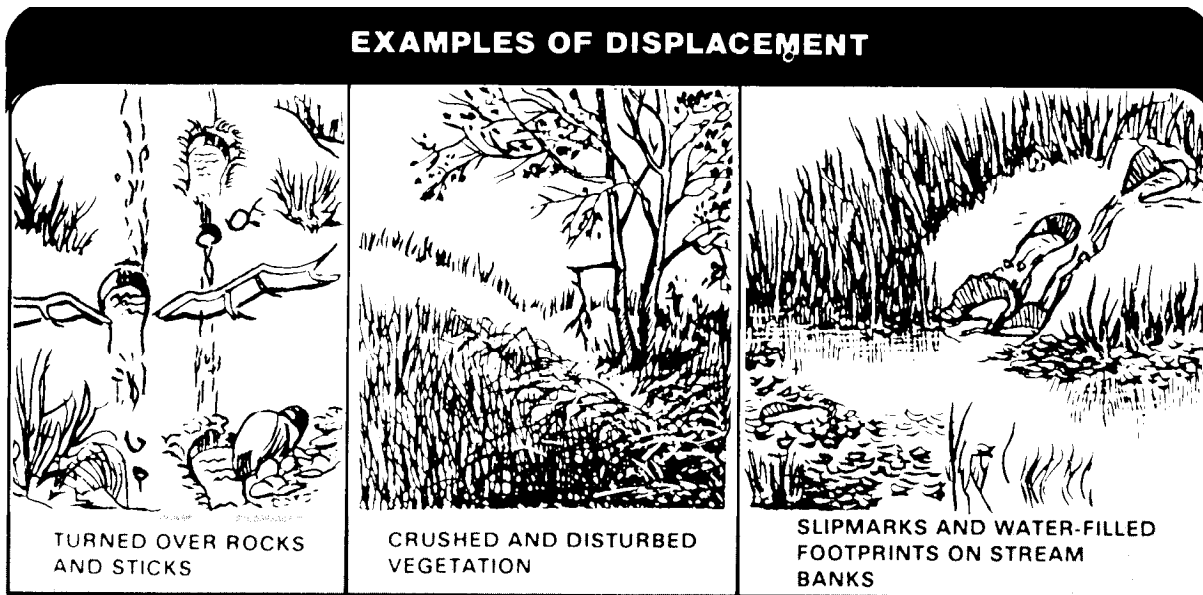 EXAMPLES OF DISPLACEMENT
TURNED OVER ROCKS
AND STICKS
CRUSHED AND DISTURBED
VEGETATION
SLIPMARKS AND WATER-FILLED
FOOTPRINTS ON STREAM
BANKS